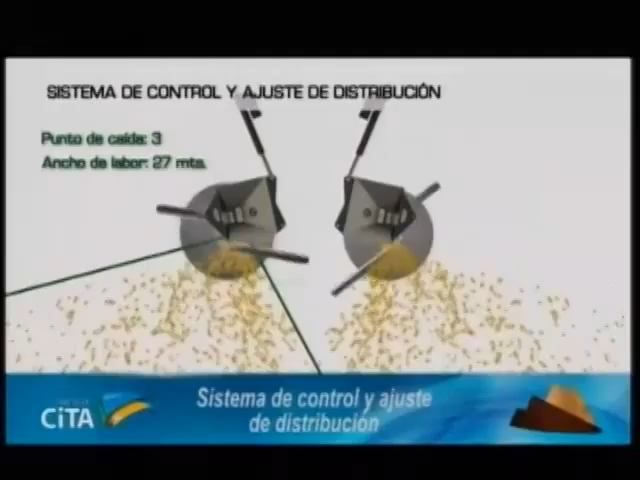 SISTEMA DE CONTROL Y AJUSTE DE DISTRIBUCIÓN
Punto de caída: 3
Ancho de labor: 27 mts.
Sistema de control y ajuste
de distribución
CiTA